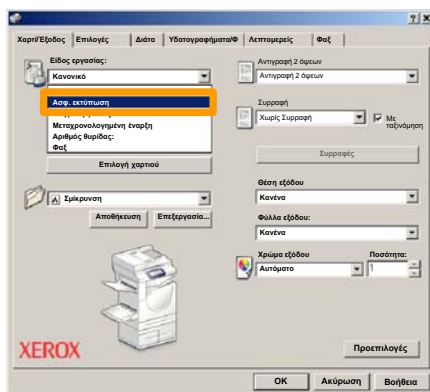 Χαρτί/Έξοδος Επιλογές Διάτα Υδατογραφήματα/Φ Λεπτομερείς Φαξ
Είδος εργασίας:
Κανονικό
Ασφ. εκτύπωση
Μεταχρονολογημένη έναρξη
Αριθμός θυρίδας:
Φαξ
Επιλογή χαρτιού
Σμίκρυνση
Αποθήκευση Επεξεργασία...
XEROX
Αντιγραφή 2 όψεων
Αντιγραφή 2 όψεων
Συρραφή
Χωρίς Συρραφή
Με
ταξινόμηση
Συρραφές
Θέση εξόδου
Κανένα
Φύλλα εξόδου:
Κανένα
Χρώμα εξόδου Ποσότητα:
Αυτόματο 1
Προεπιλογές
OK Ακύρωση Βοήθεια